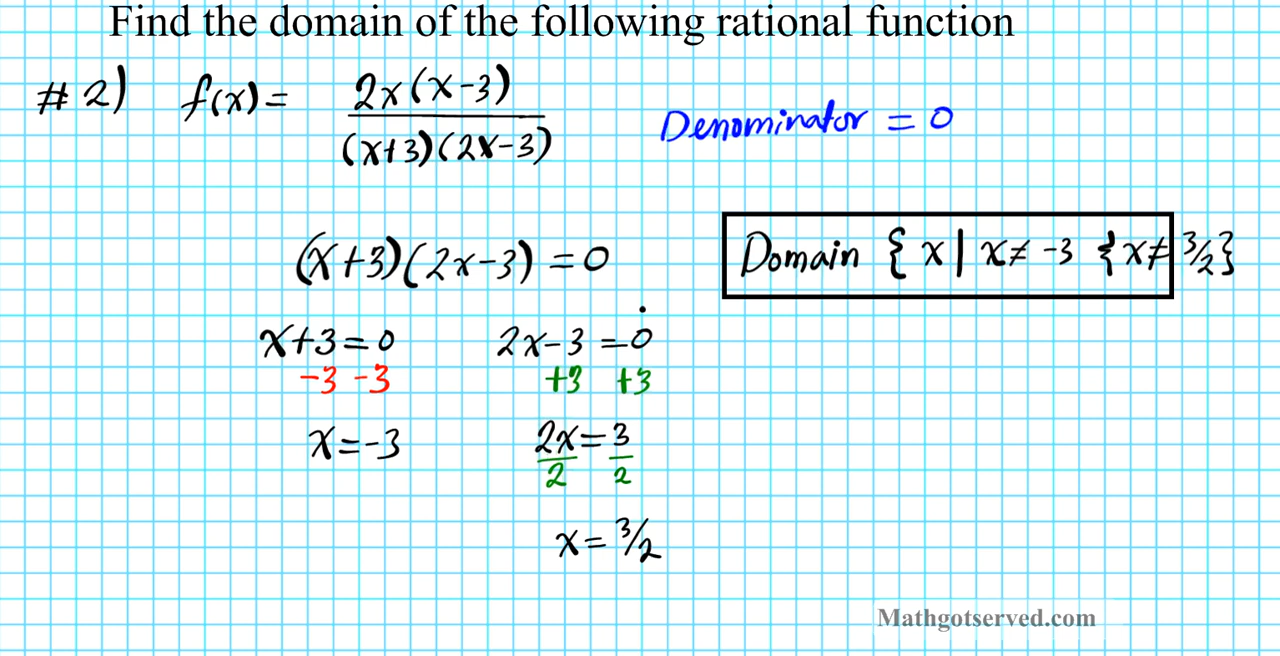 Find the domain of the following rational function
#2) f(x) = 2x(x-3)
(x+3)(2x-3)
Denominator = 0
(x+3)(2x-3) = 0
Domain { x | x ≠ -3 { x ≠ 3/2 }
x+3=0 2x-3=0
-3 -3 +3 +3
x=-3 2x=3
2 2
x=3/2
Mathgotserved.com